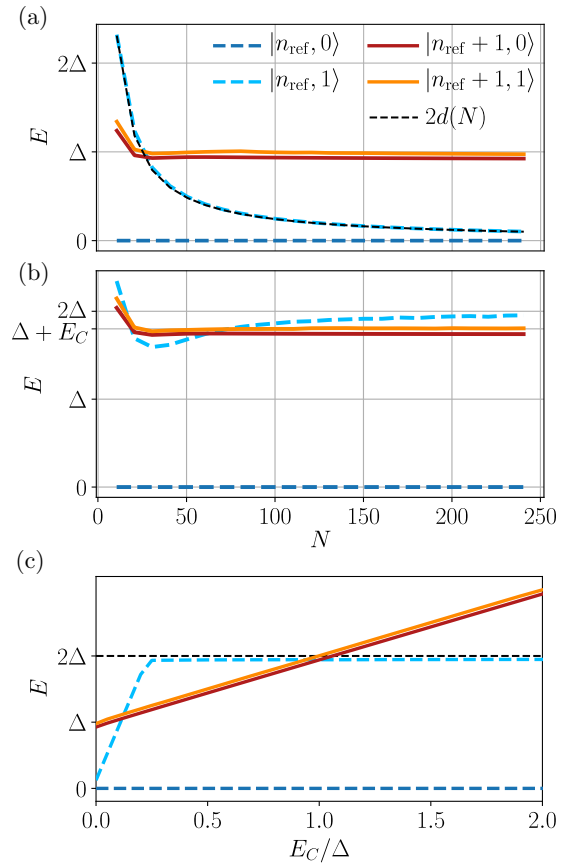 (a)
|n_ref, 0⟩
|n_ref + 1, 0⟩
|n_ref, 1⟩
|n_ref + 1, 1⟩
2d(N)
2Δ
Δ
0
E
(b)
2Δ
Δ + E_C
Δ
0
E
0 50 100 150 200 250
N
(c)
2Δ
Δ
0
E
0.0 0.5 1.0 1.5 2.0
E_C/Δ